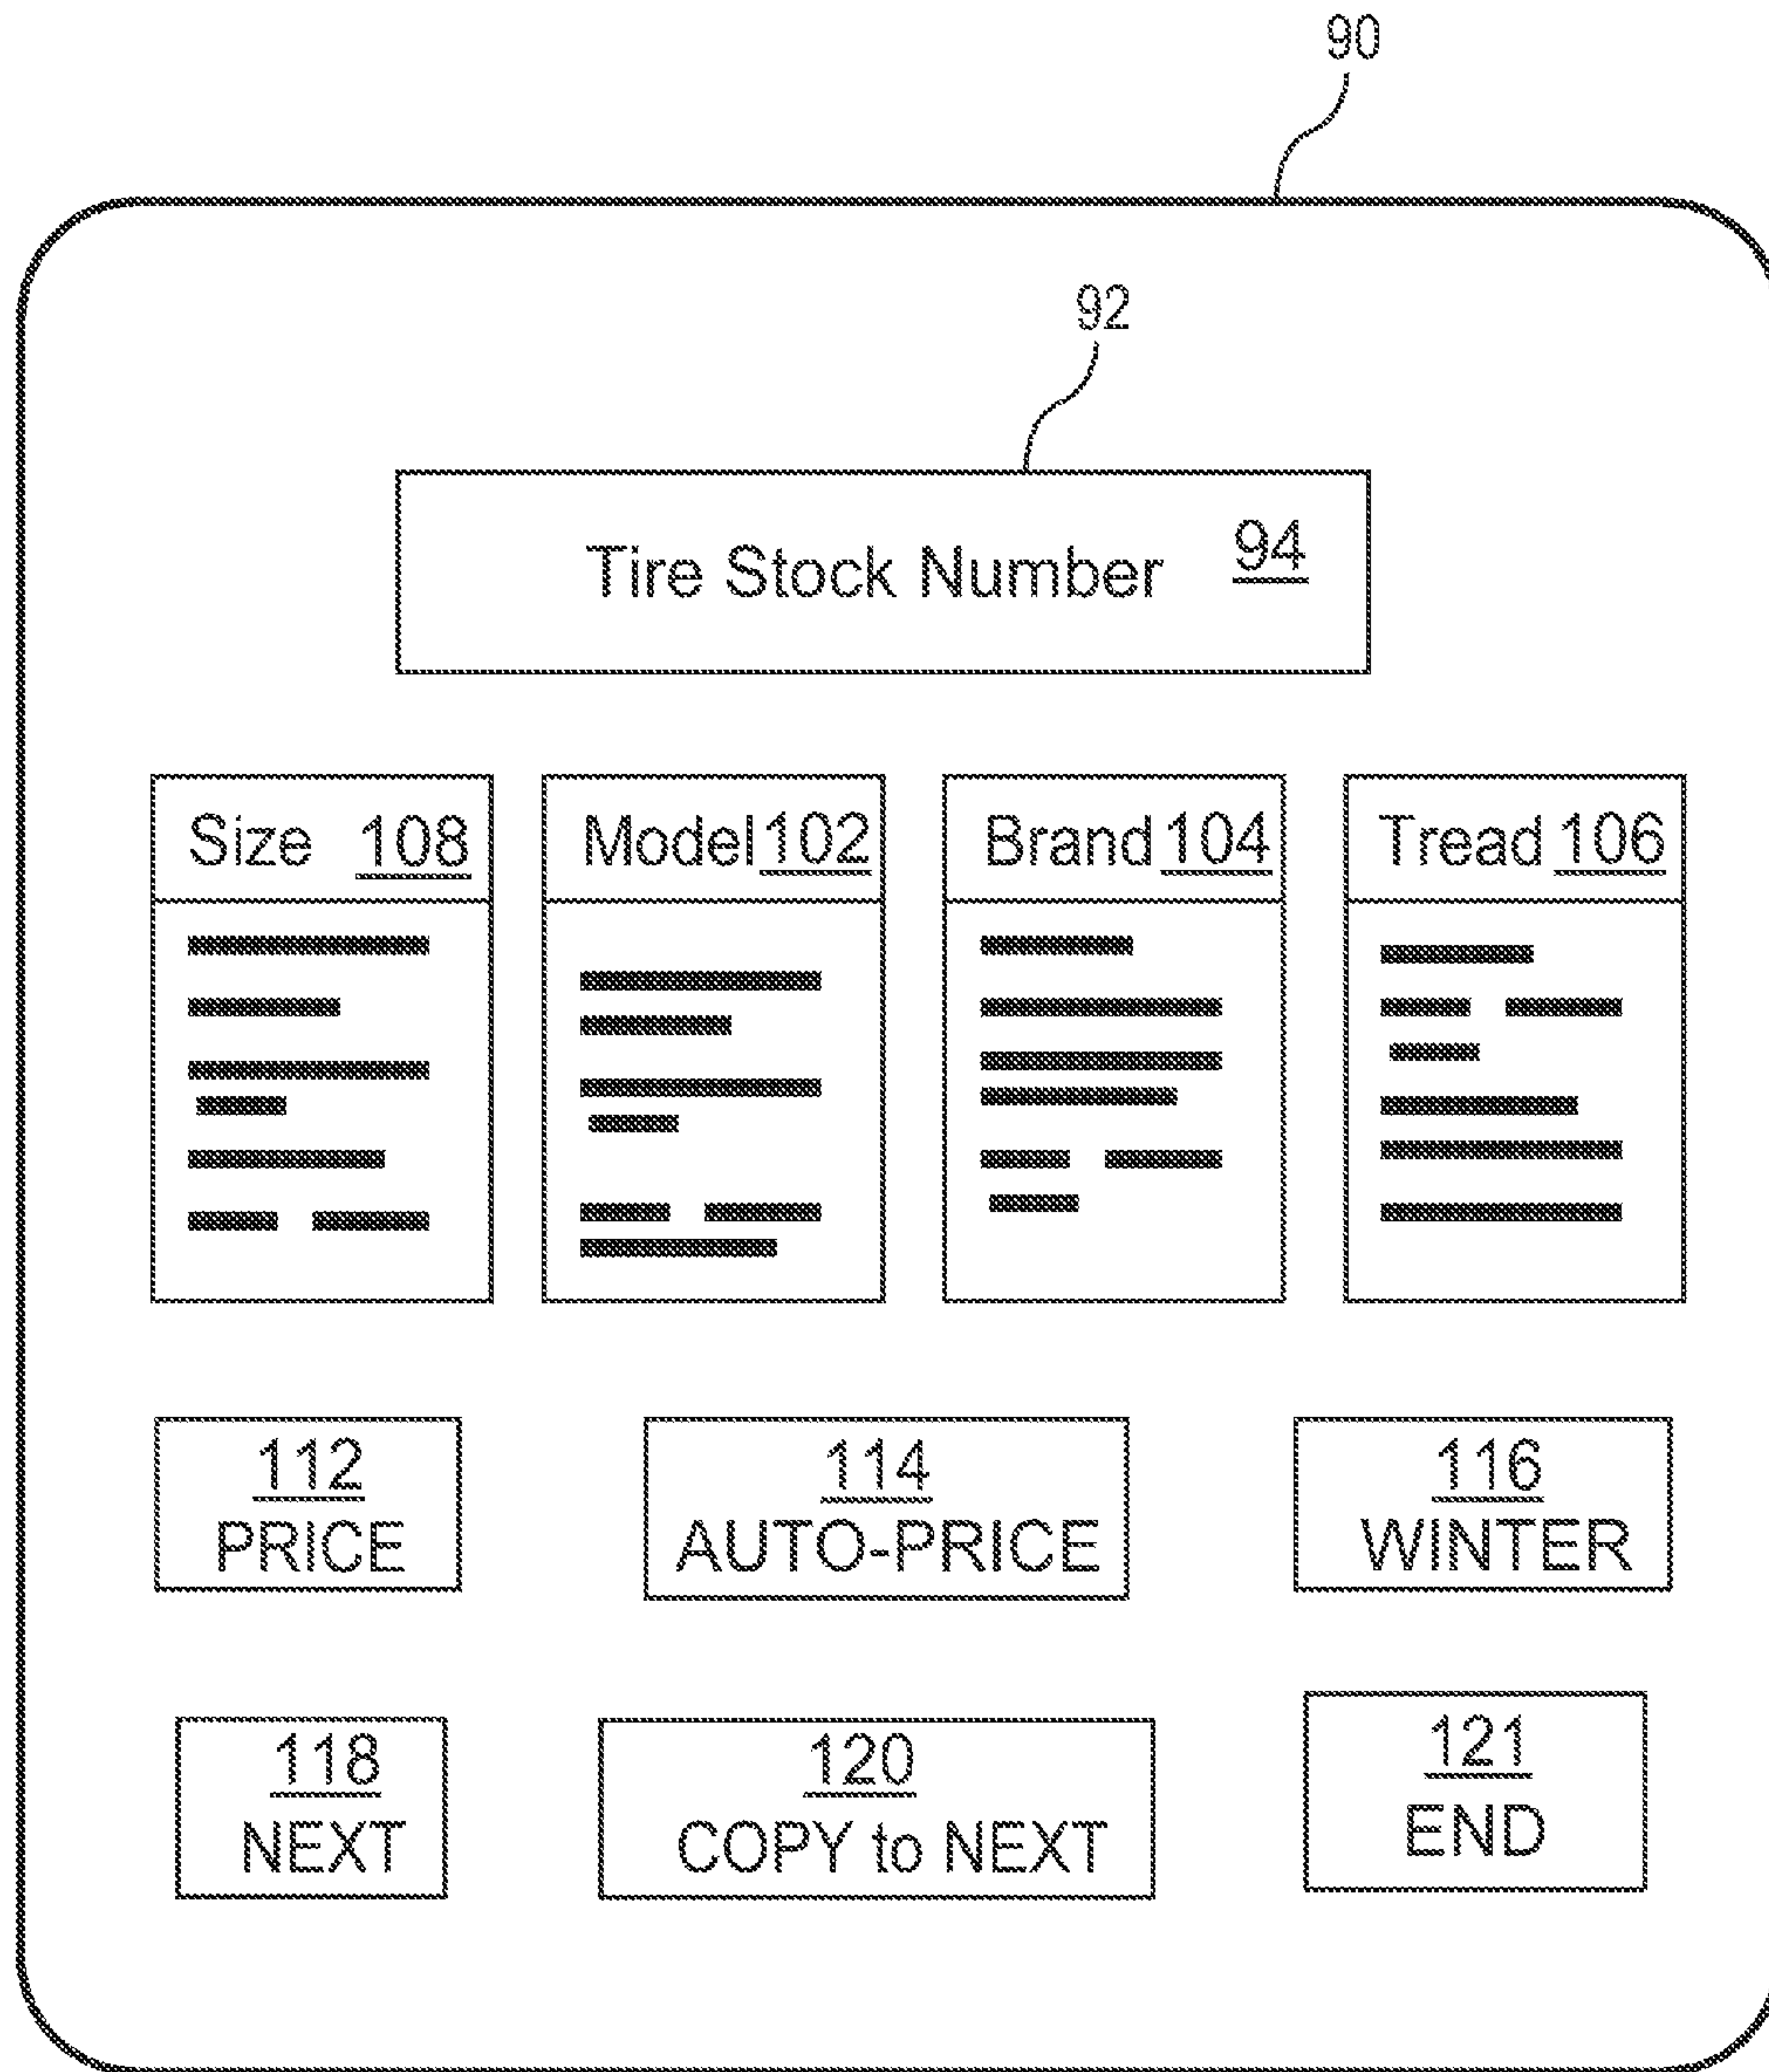 90
92
Tire Stock Number 94
Size 108 Model 102 Brand 104 Tread 106
112 114 116
PRICE AUTO-PRICE WINTER
118 120 121
NEXT COPY to NEXT END